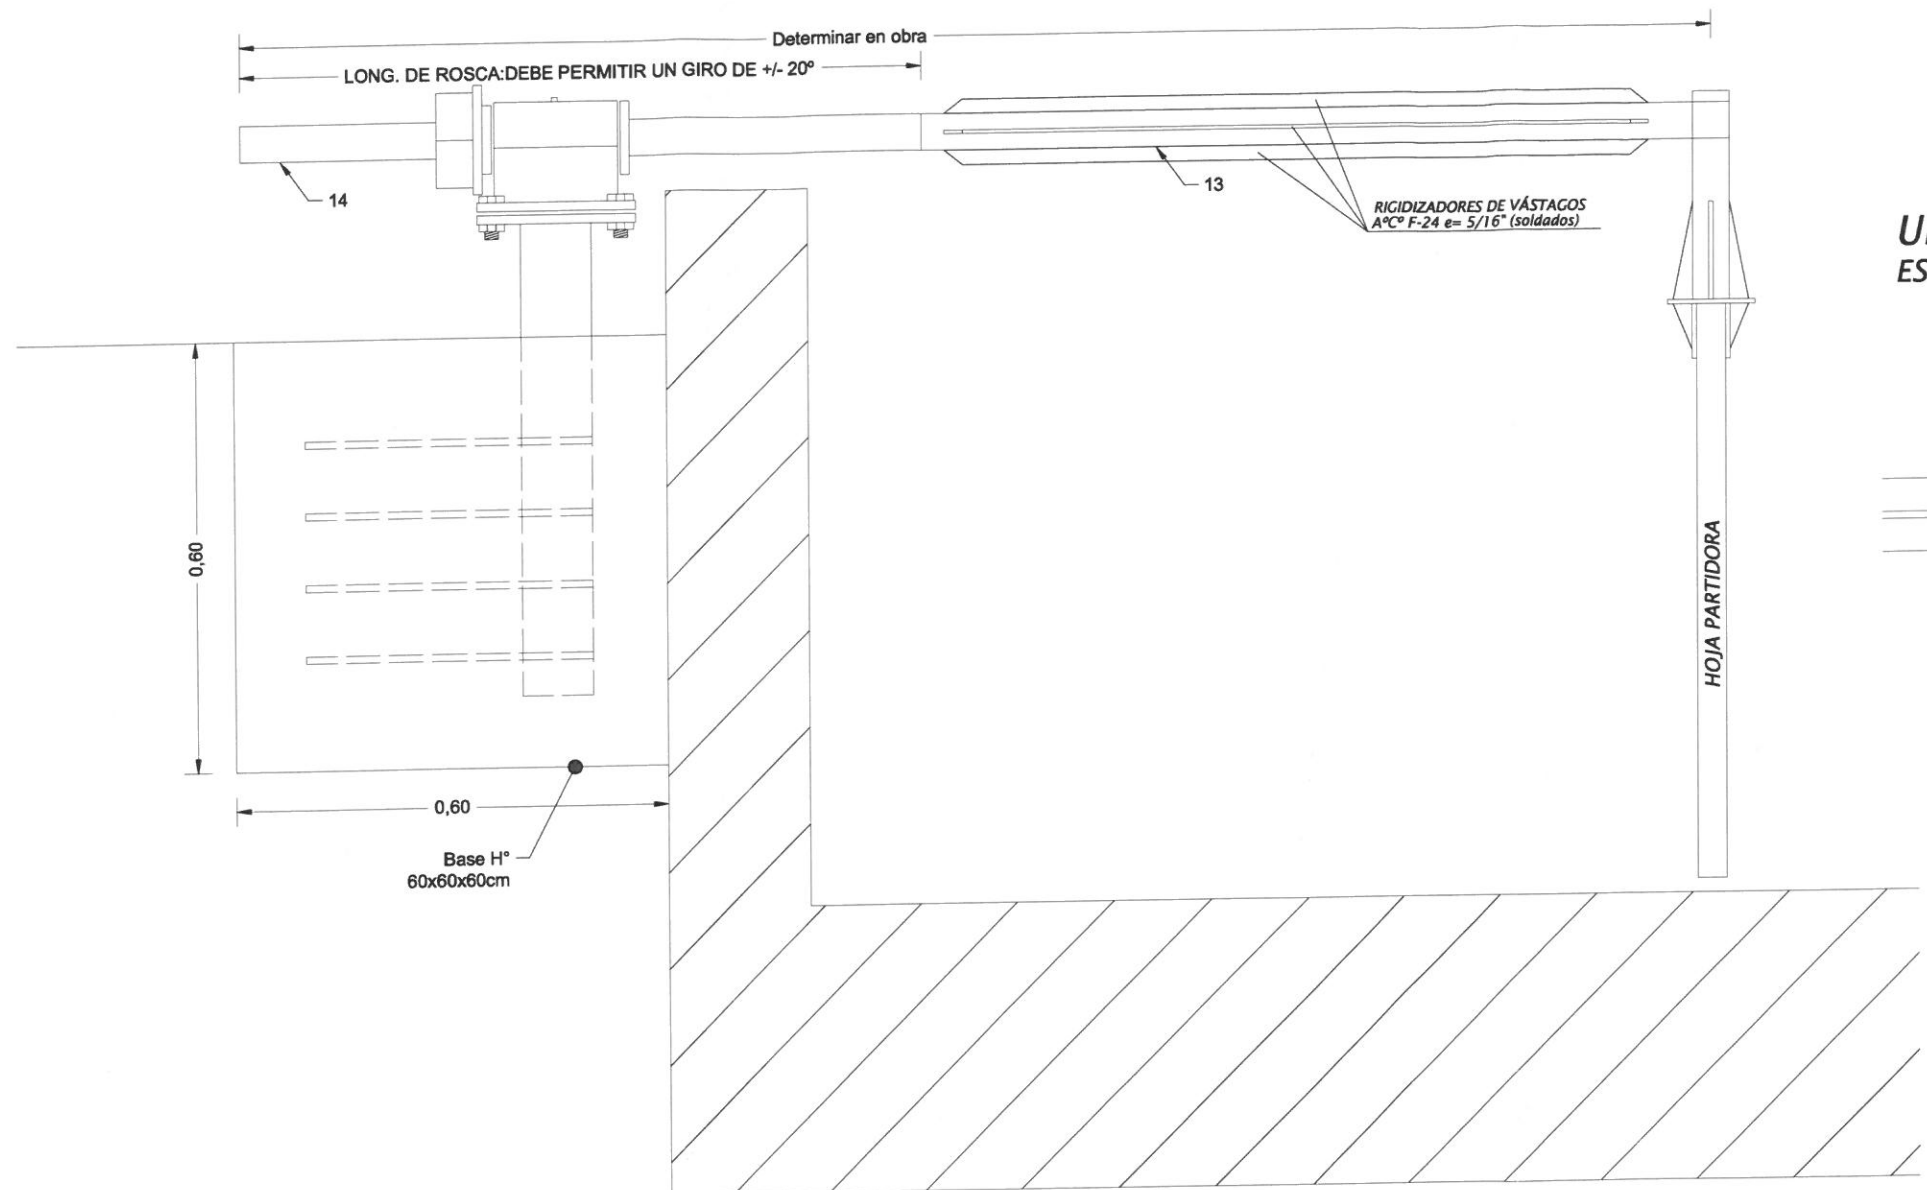 Determinar en obra
LONG. DE ROSCA:DEBE PERMITIR UN GIRO DE +/- 20º
14
13
RIGIDIZADORES DE VÁSTAGOS
AºCº F-24 e= 5/16" (soldados)
ES
0,60
HOJA PARTIDORA
0,60
Base H°
60x60x60cm